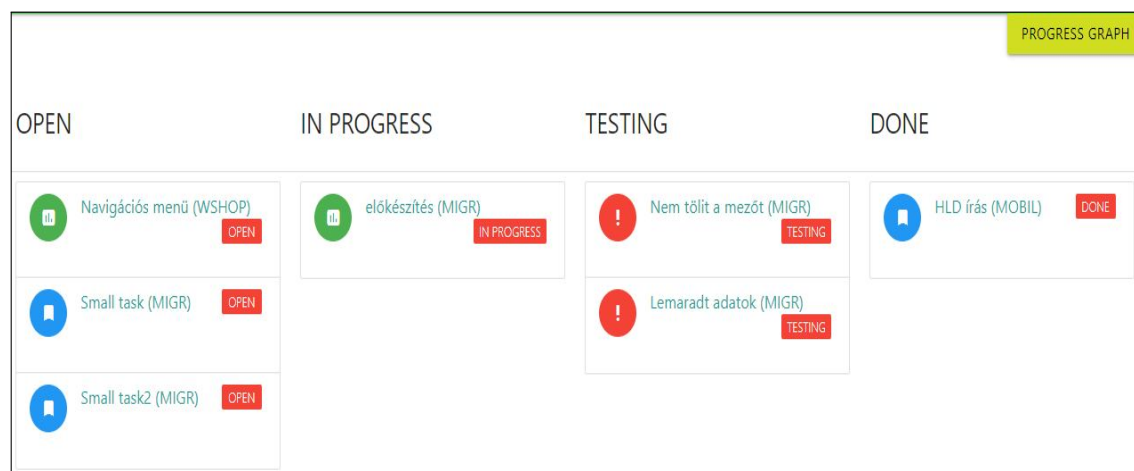 PROGRESS GRAPH
OPEN
IN PROGRESS
TESTING
DONE
Navigációs menü (WSHOP)
OPEN
Small task (MIGR)
OPEN
Small task2 (MIGR)
OPEN
előkészítés (MIGR)
IN PROGRESS
Nem tölit a mezőt (MIGR)
TESTING
Lemaradt adatok (MIGR)
TESTING
HLD írás (MOBIL)
DONE